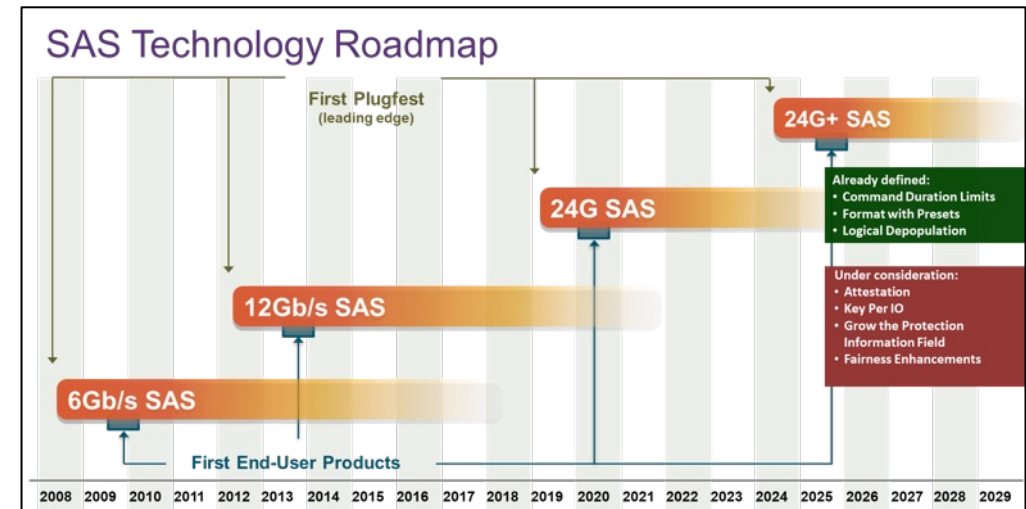 SAS Technology Roadmap
First Plugfest
(leading edge)
24G+ SAS
Already defined:
• Command Duration Limits
• Format with Presets
• Logical Depopulation
24G SAS
Under consideration:
• Attestation
• Key Per IO
• Grow the Protection
Information Field
• Fairness Enhancements
12Gb/s SAS
6Gb/s SAS
First End-User Products
2008 2009 2010 2011 2012 2013 2014 2015 2016 2017 2018 2019 2020 2021 2022 2023 2024 2025 2026 2027 2028 2029